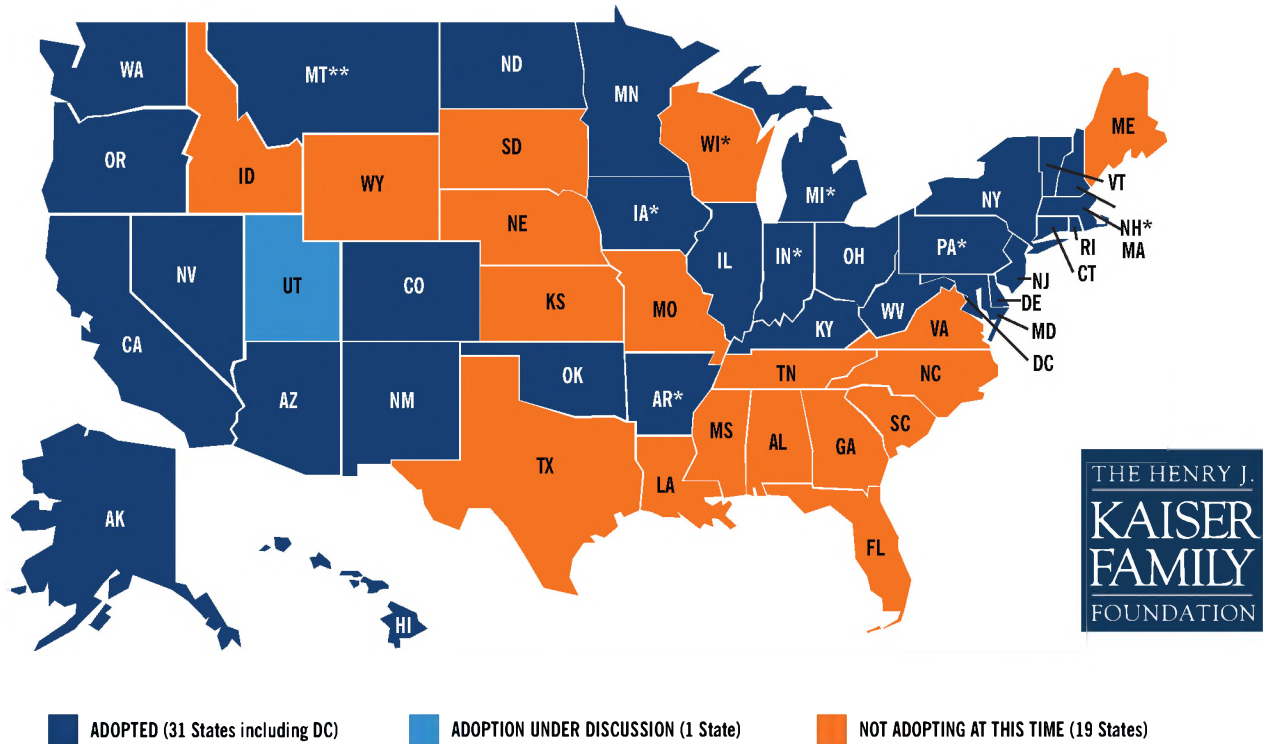 WA
MT**
ND
MN
OR
ID
WY
SD
WI*
MI*
NY
ME
VT
NH*
MA
RI
CT
NV
UT
CO
NE
IA*
IL
IN*
OH
PA*
NJ
DE
MD
DC
CA
AZ
NM
KS
MO
KY
WV
VA
OK
AR*
TN
NC
SC
TX
LA
MS
AL
GA
FL
AK
HI
THE HENRY J.
KAISER
FAMILY
FOUNDATION
ADOPTED (31 States including DC)
ADOPTION UNDER DISCUSSION (1 State)
NOT ADOPTING AT THIS TIME (19 States)